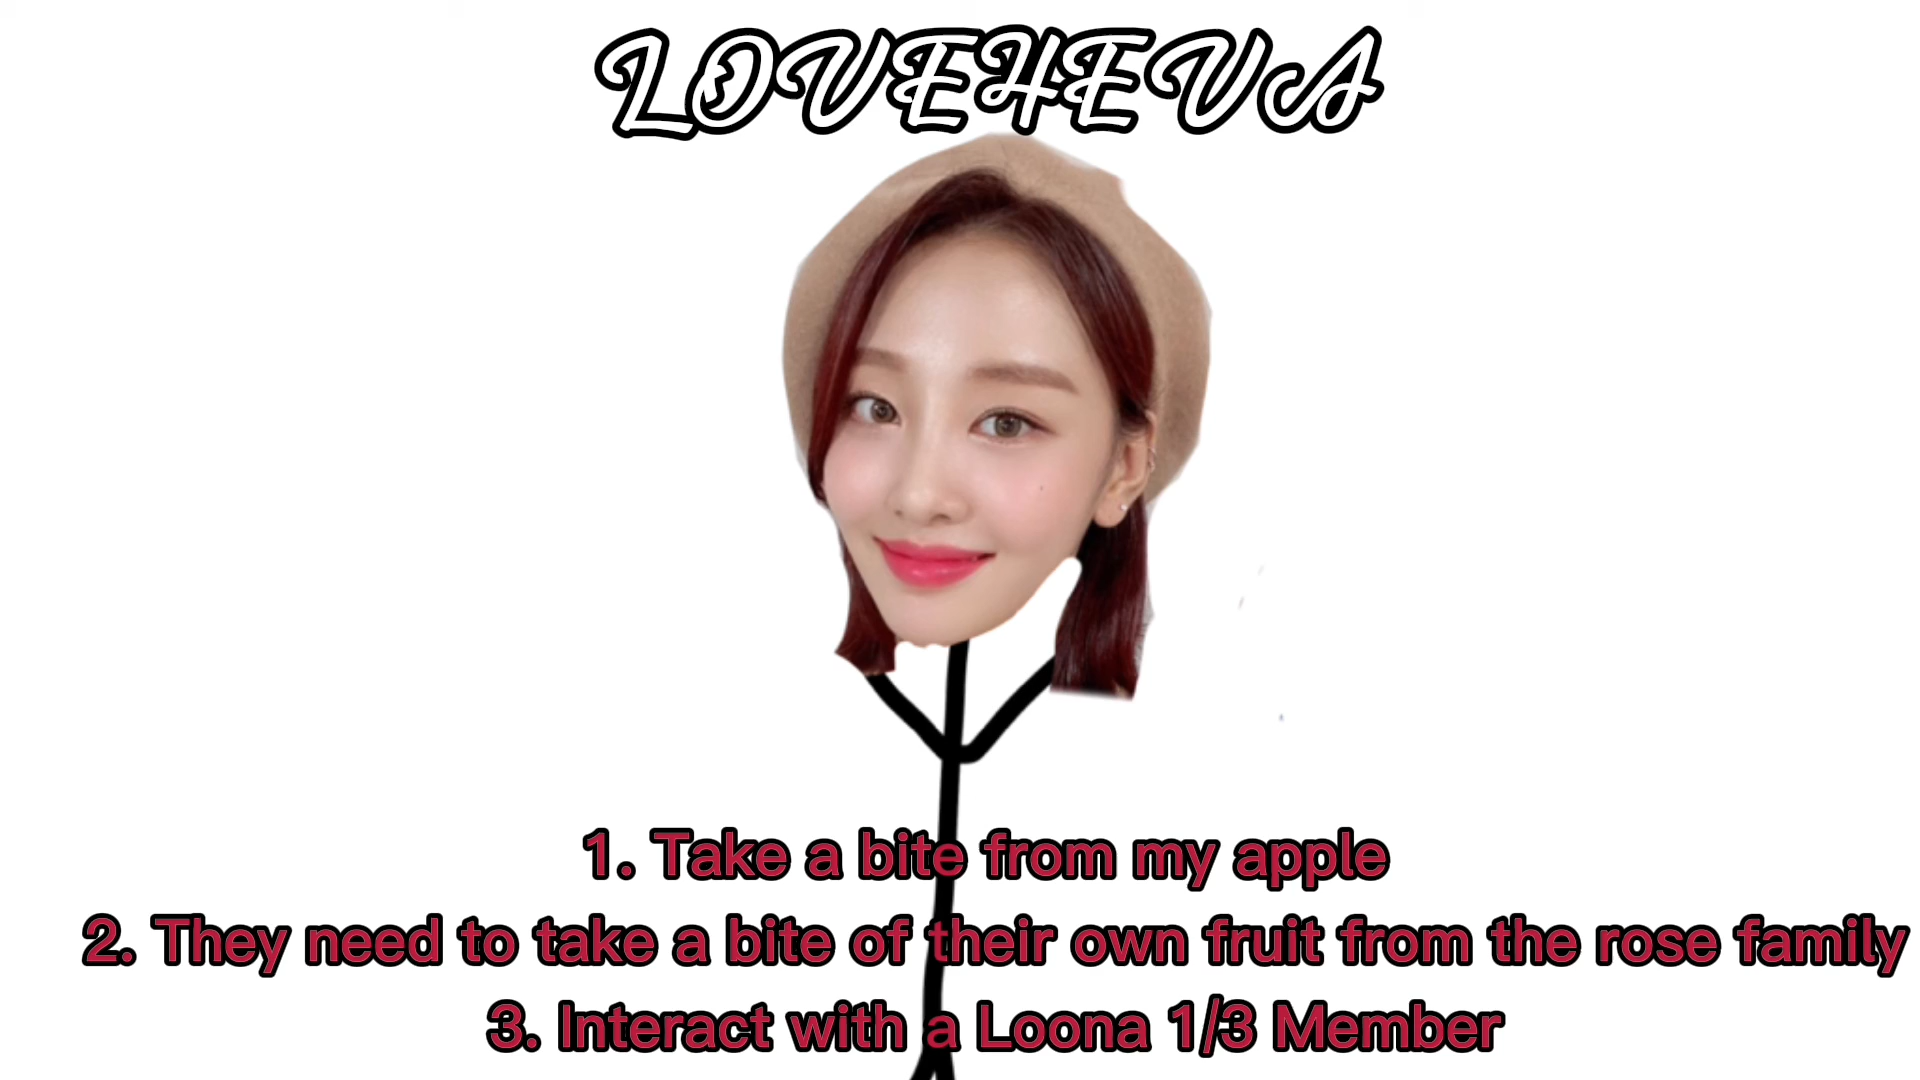 LOVEHEVA
1. Take a bite from my apple
2. They need to take a bite of their own fruit from the rose family
3. Interact with a Loona 1/3 Member